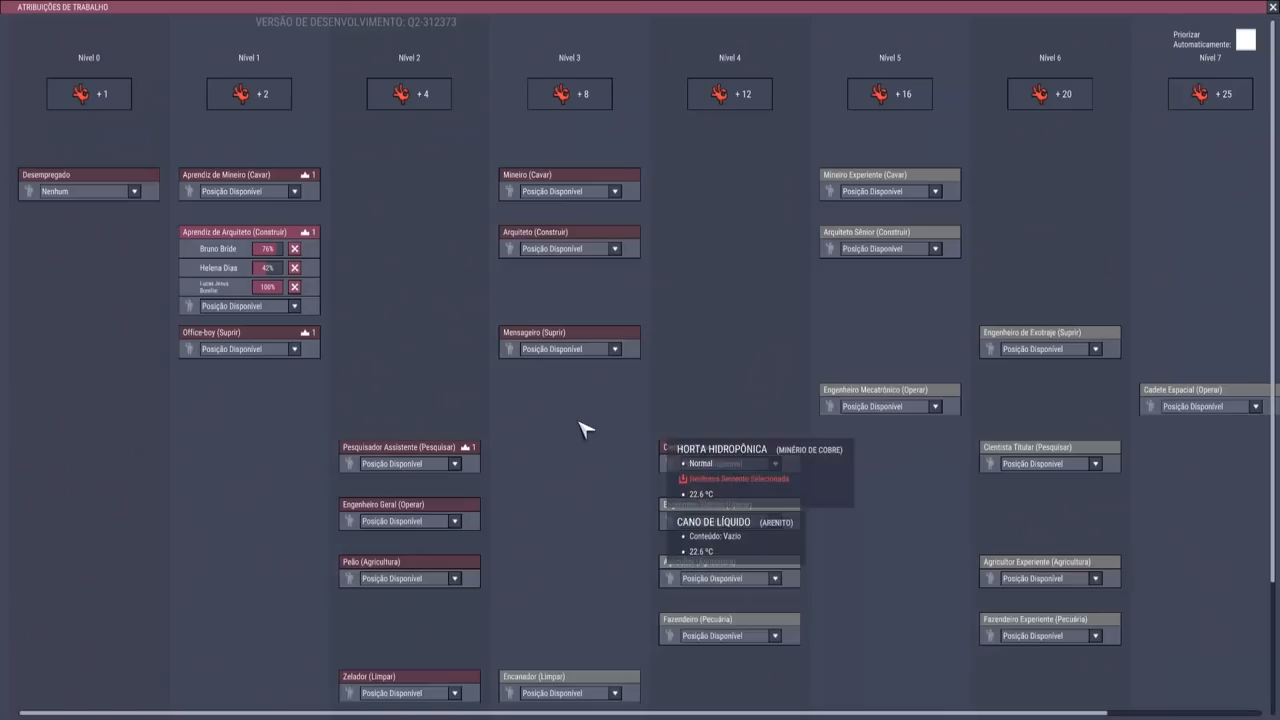 ATRIBUIÇÕES DE TRABALHO
VERSÃO DE DESENVOLVIMENTO: Q2-312373
Priorizar
Automaticamente:
Nível 0
Nível 1
Nível 2
Nível 3
Nível 4
Nível 5
Nível 6
Nível 7
+ 1
+ 2
+ 4
+ 8
+ 12
+ 16
+ 20
+ 25
Desempregado
Nenhum
Aprendiz de Mineiro (Cavar) 1
Posição Disponível
Mineiro (Cavar)
Posição Disponível
Mineiro Experiente (Cavar)
Posição Disponível
Aprendiz de Arquiteto (Construir) 1
Bruno Bride 76%
Helena Dias 42%
100%
Posição Disponível
Arquiteto (Construir)
Posição Disponível
Arquiteto Sênior (Construir)
Posição Disponível
Office-boy (Suprir) 1
Posição Disponível
Mensageiro (Suprir)
Posição Disponível
Engenheiro de Exotraje (Suprir)
Posição Disponível
Engenheiro Mecatrônico (Operar)
Posição Disponível
Cadete Espacial (Operar)
Posição Disponível
Pesquisador Assistente (Pesquisar) 1
Posição Disponível
HORTA HIDROPÔNICA (MINÉRIO DE COBRE)
Normal
Nenhuma Semente Selecionada
22.6 ºC
CANO DE LÍQUIDO (ARENITO)
Conteúdo: Vazio
22.6 ºC
Cientista Titular (Pesquisar)
Posição Disponível
Engenheiro Geral (Operar)
Posição Disponível
Peão (Agricultura)
Posição Disponível
Posição Disponível
Agricultor Experiente (Agricultura)
Posição Disponível
Fazendeiro (Pecuária)
Posição Disponível
Fazendeiro Experiente (Pecuária)
Posição Disponível
Zelador (Limpar)
Posição Disponível
Encanador (Limpar)
Posição Disponível